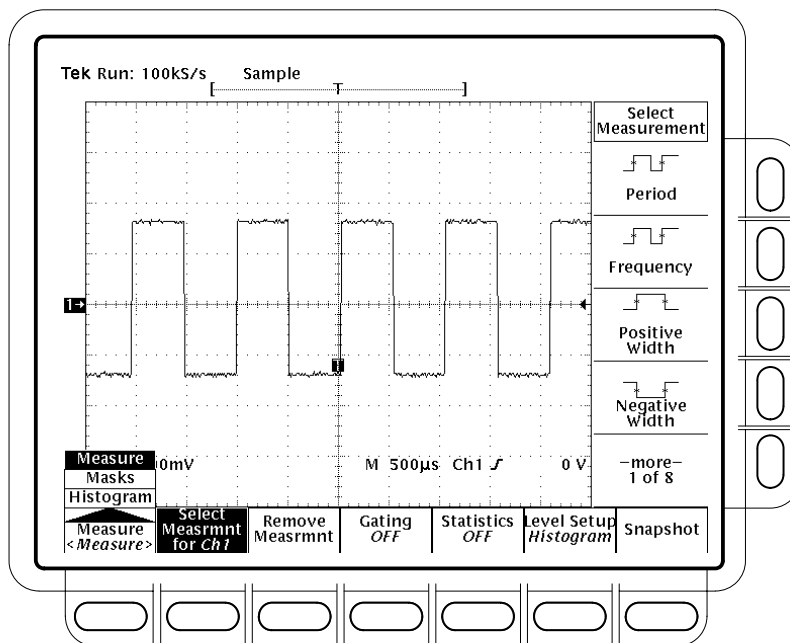 Tek Run: 100kS/s Sample
[ T ]
Select
Measurement
Period
Frequency
Positive
Width
Negative
Width
–more–
1 of 8
1→
T
0mV M 500µs Ch1 0 V
Measure
Masks
Histogram
Measure
<Measure>
Select
Measrmnt
for Ch1
Remove
Measrmnt
Gating
OFF
Statistics
OFF
Level Setup
Histogram
Snapshot